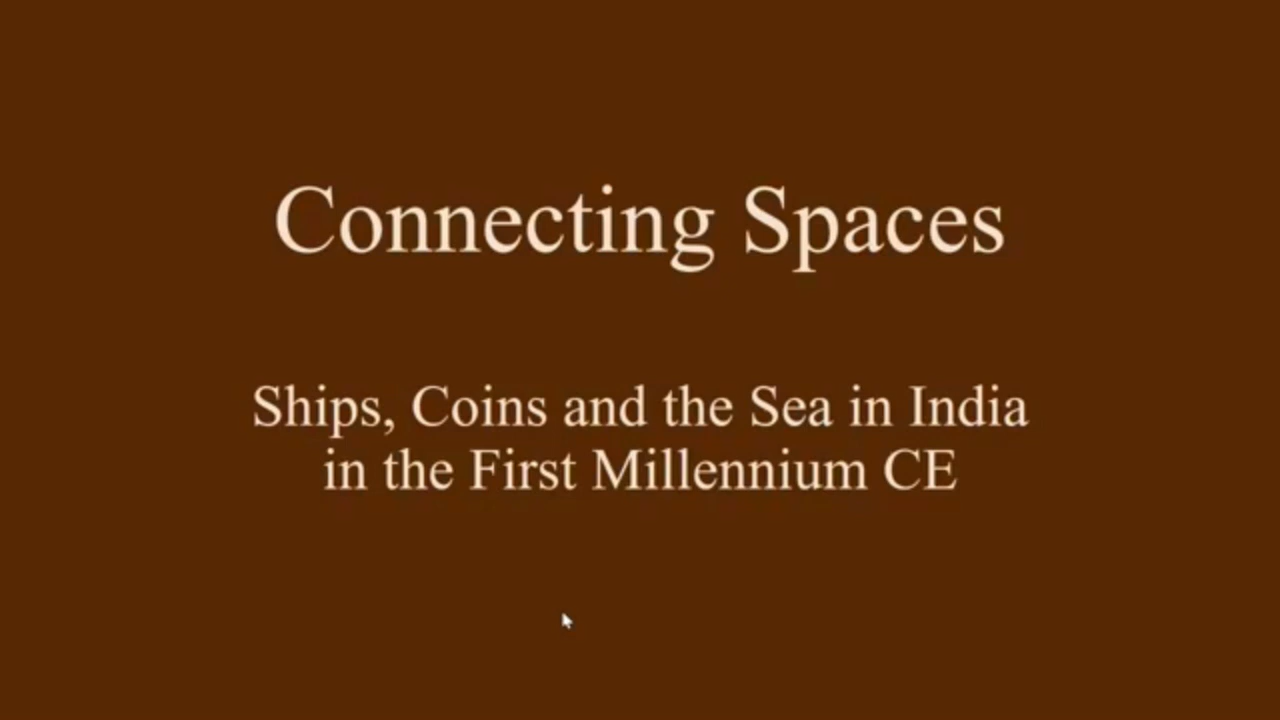 Connecting Spaces
Ships, Coins and the Sea in India
in the First Millennium CE